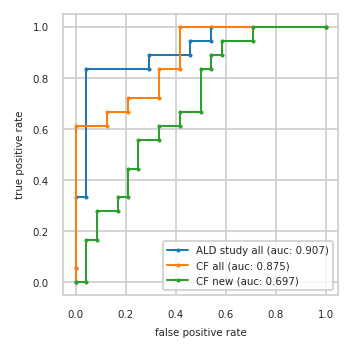 1.0
0.8
0.6
0.4
0.2
0.0
true positive rate
ALD study all (auc: 0.907)
CF all (auc: 0.875)
CF new (auc: 0.697)
0.0 0.2 0.4 0.6 0.8 1.0
false positive rate